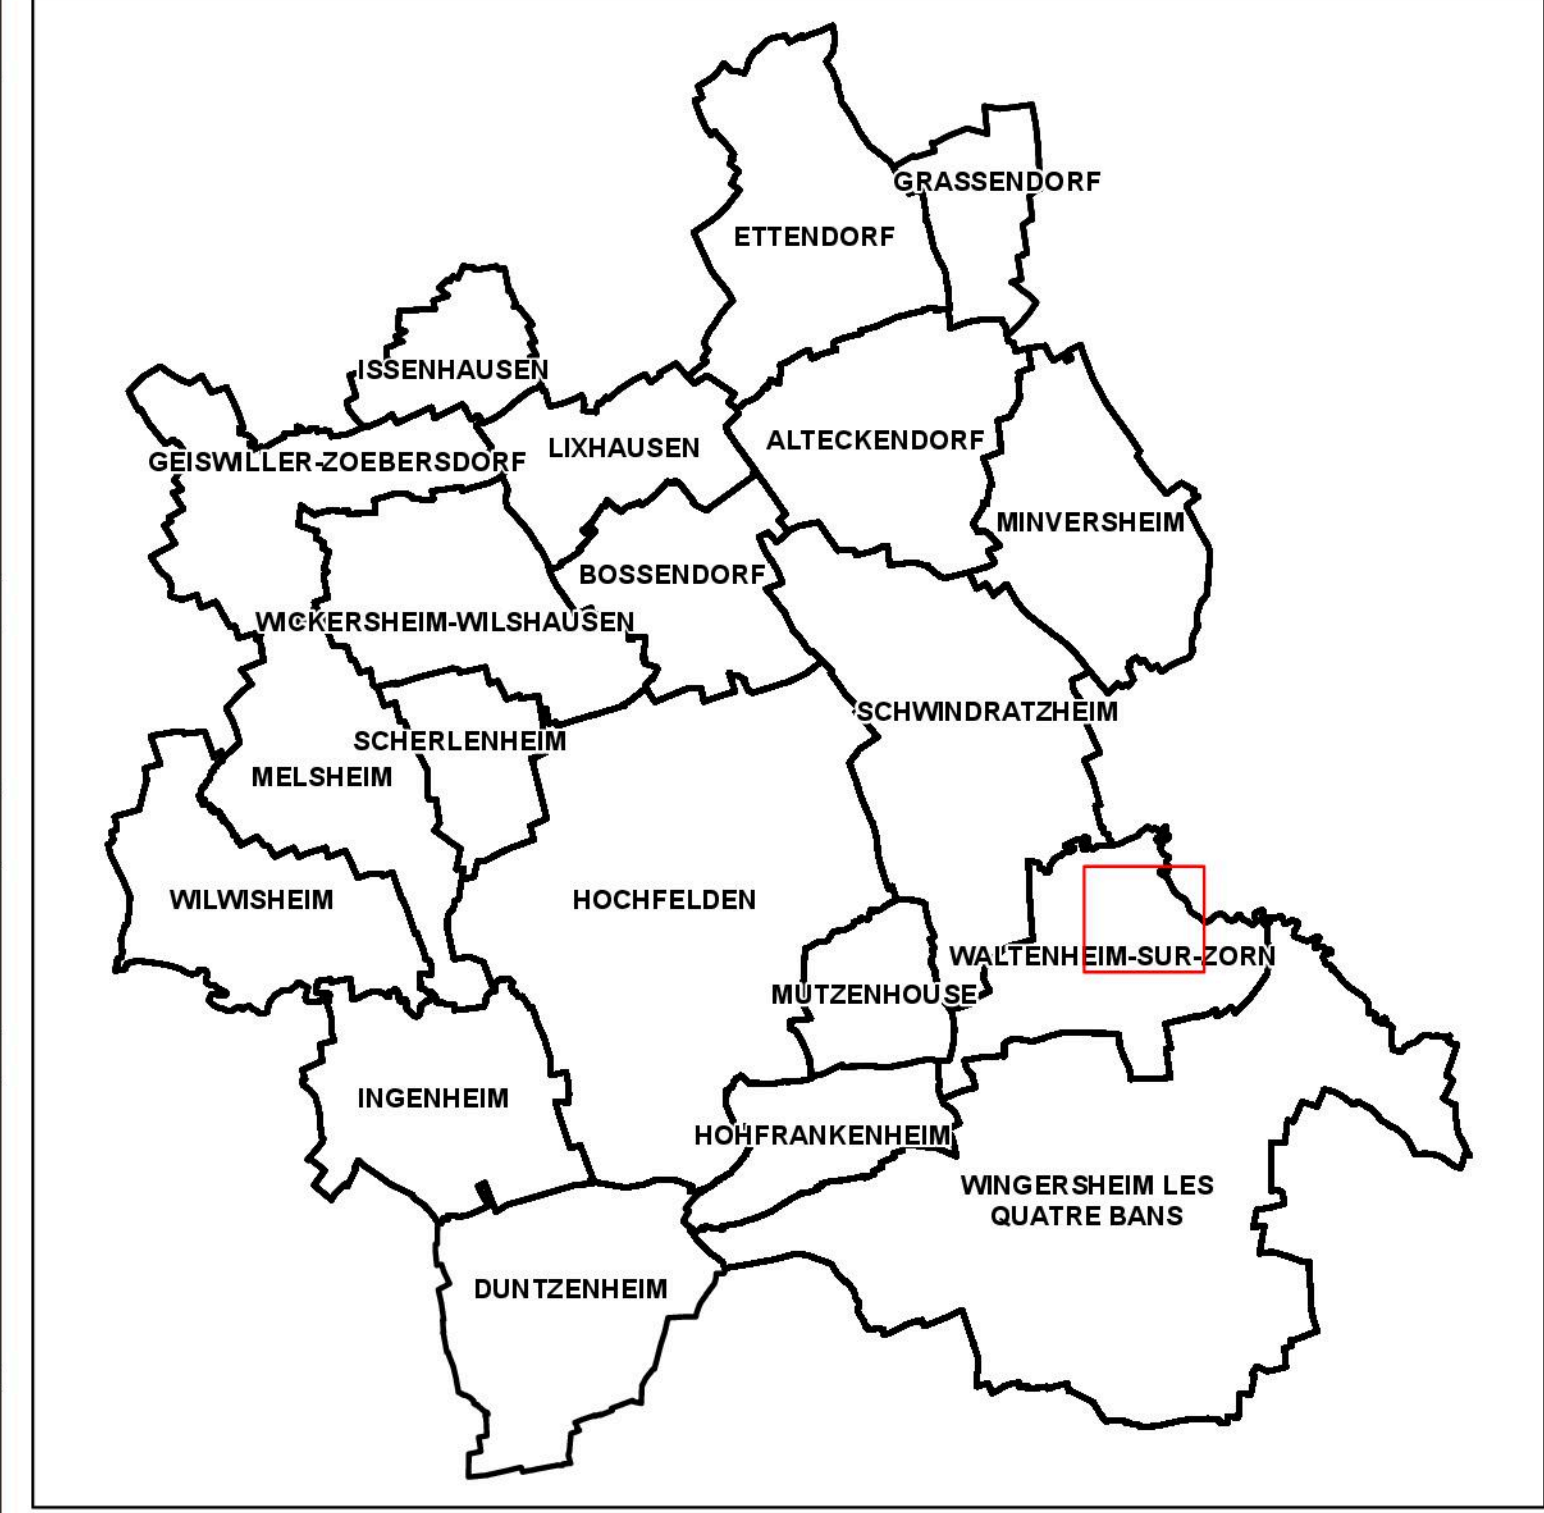 GRASSENDORF
ETTENDORF
ISSENHAUSEN
LIXHAUSEN
ALTECKENDORF
GEISWILLER-ZOEBERSDORF
MINVERSHEIM
BOSSENDORF
WICKERSHEIM-WILSHAUSEN
SCHWINDRATZHEIM
SCHERLENHEIM
MELSHEIM
WILWISHEIM
HOCHFELDEN
WALTENHEIM-SUR-ZORN
MUTZENHOUSE
INGENHEIM
HOHFRANKENHEIM
WINGERSHEIM LES
QUATRE BANS
DUNTZENHEIM